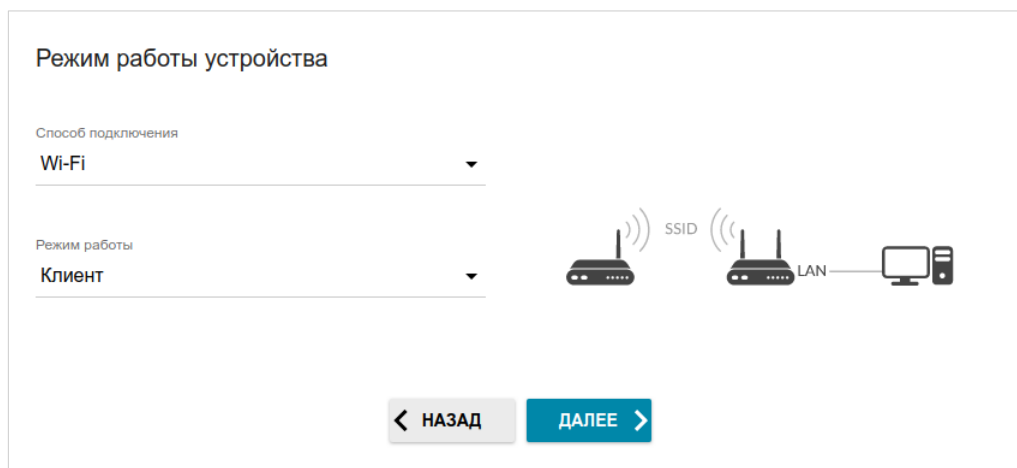 Режим работы устройства
Способ подключения
Wi-Fi
Режим работы
Клиент
SSID
LAN
НАЗАД
ДАЛЕЕ